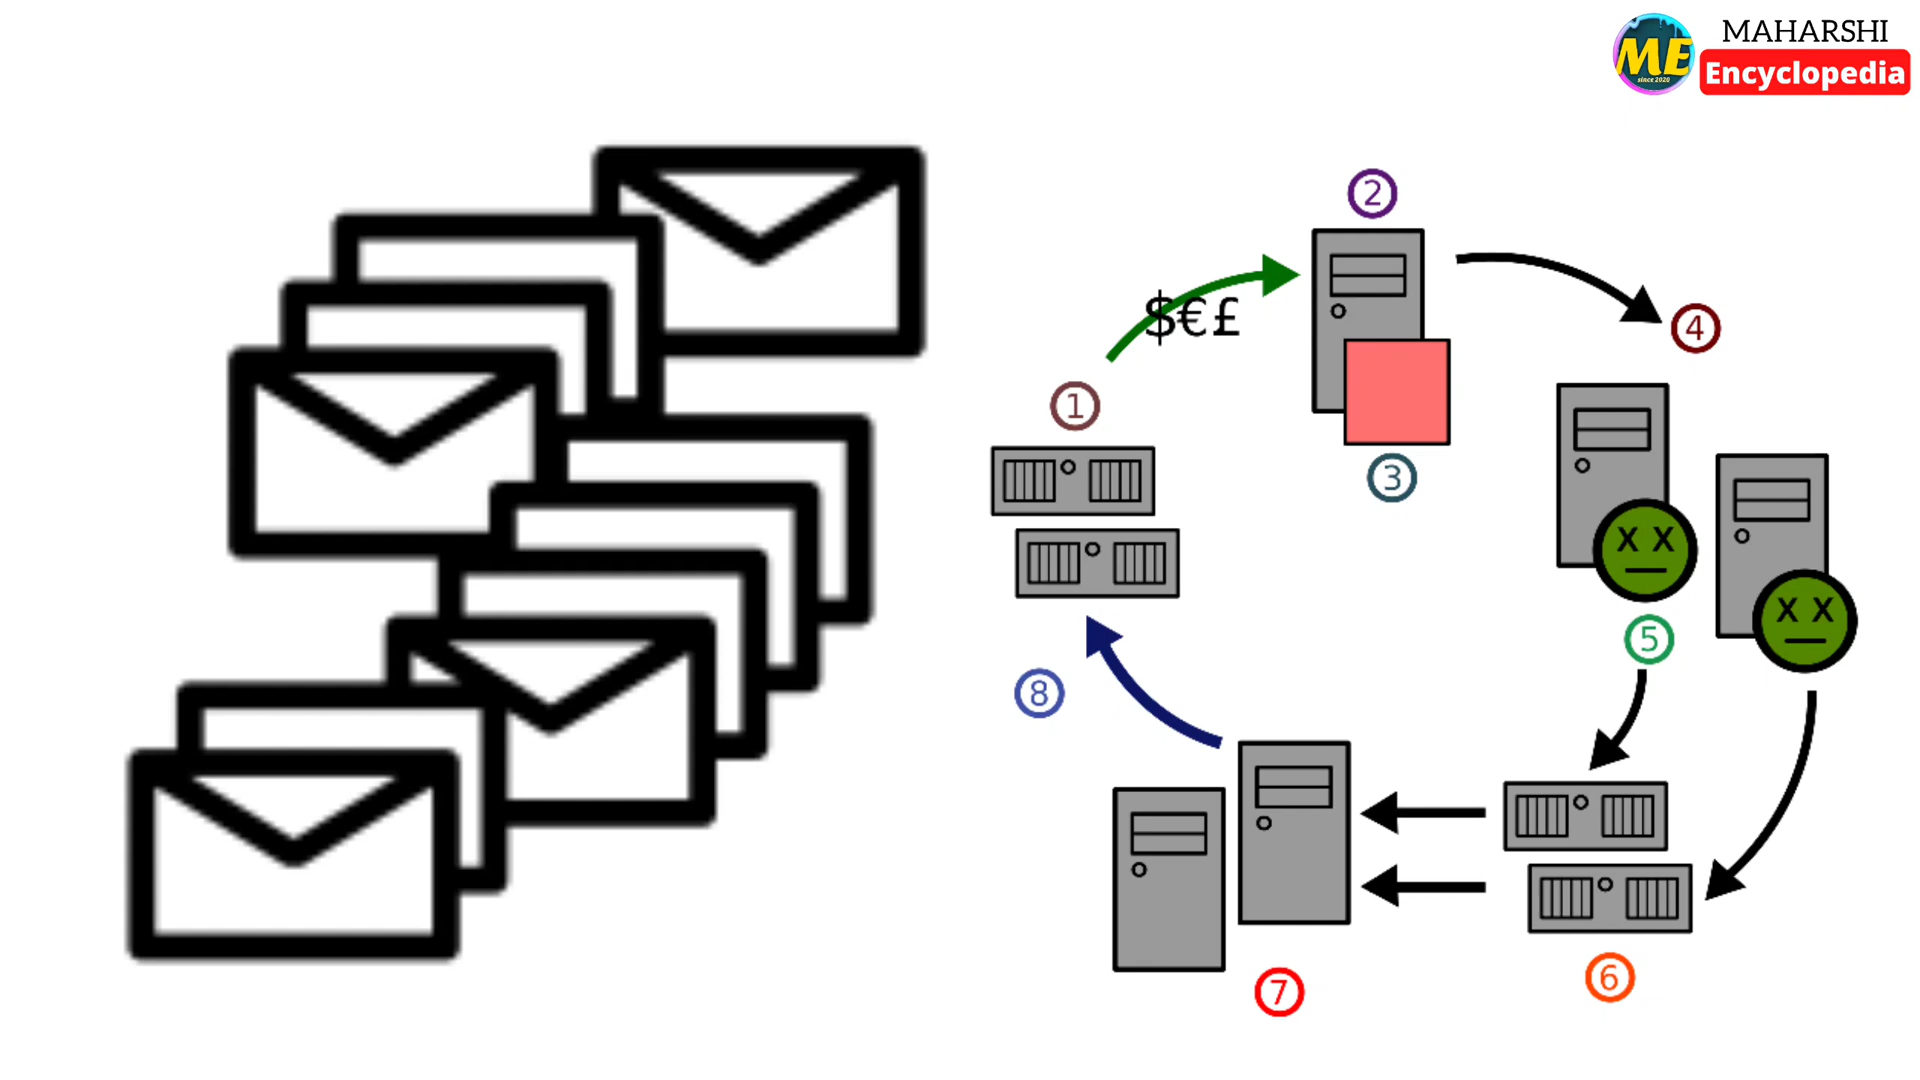 ME
since 2020
MAHARSHI
Encyclopedia
2
$€£
4
1
3
X X
5
X X
8
7
6